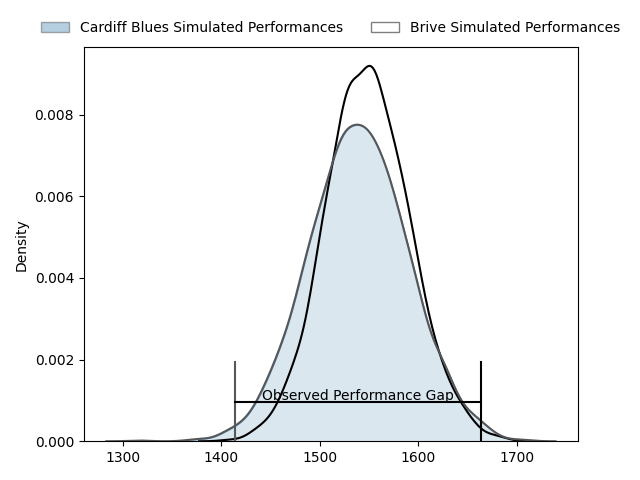 Cardiff Blues Simulated Performances
Brive Simulated Performances
Density
0.008
0.006
0.004
0.002
0.000
Observed Performance Gap
1300 1400 1500 1600 1700